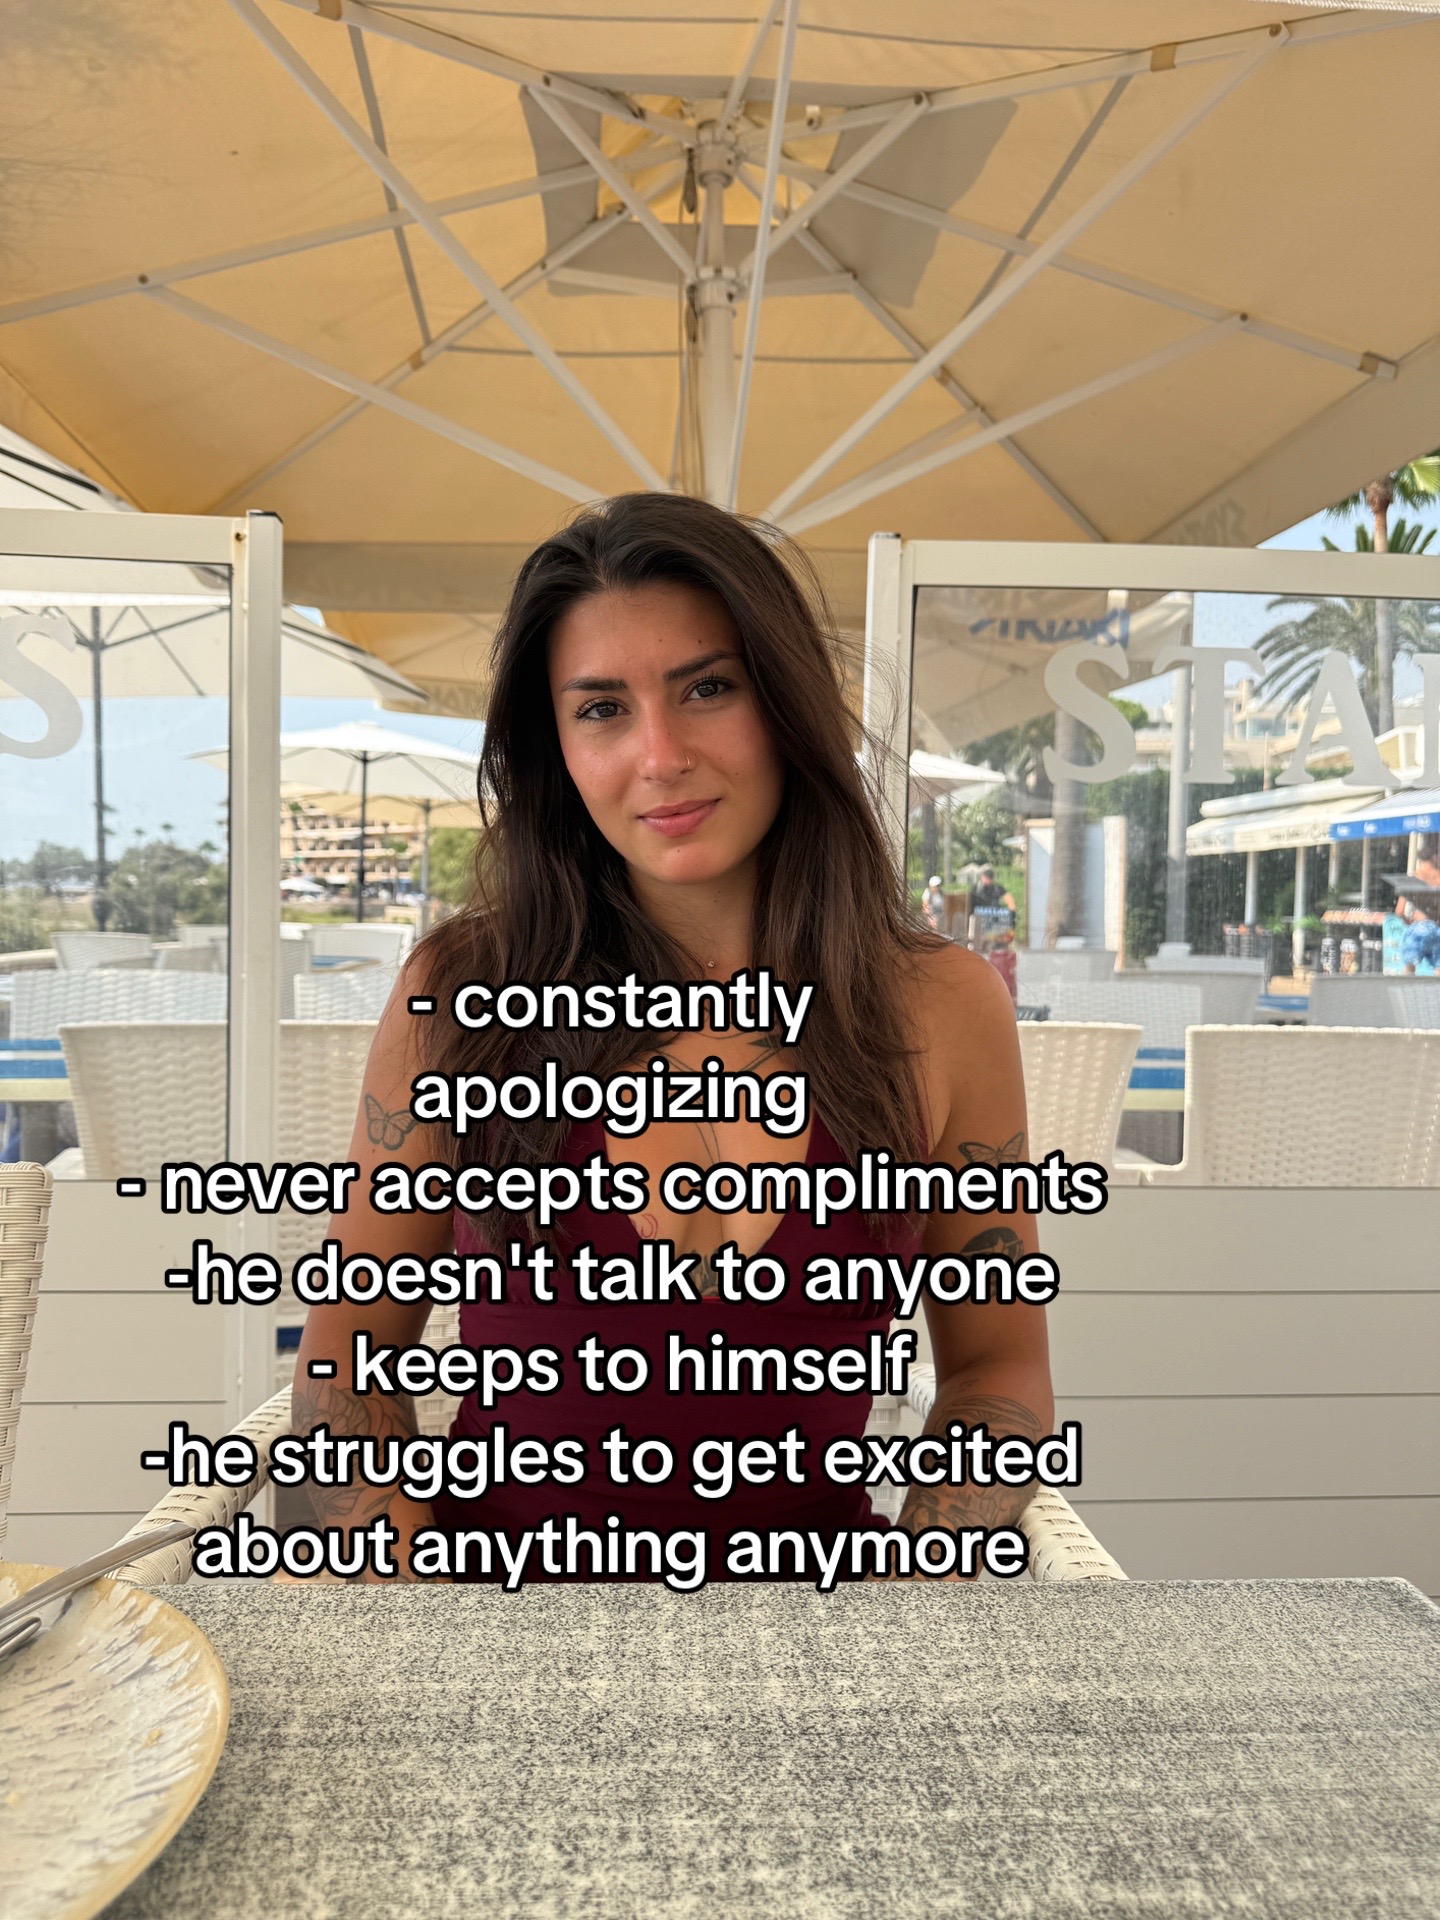 S
STA
- constantly
apologizing
- never accepts compliments
-he doesn't talk to anyone
- keeps to himself
-he struggles to get excited
about anything anymore